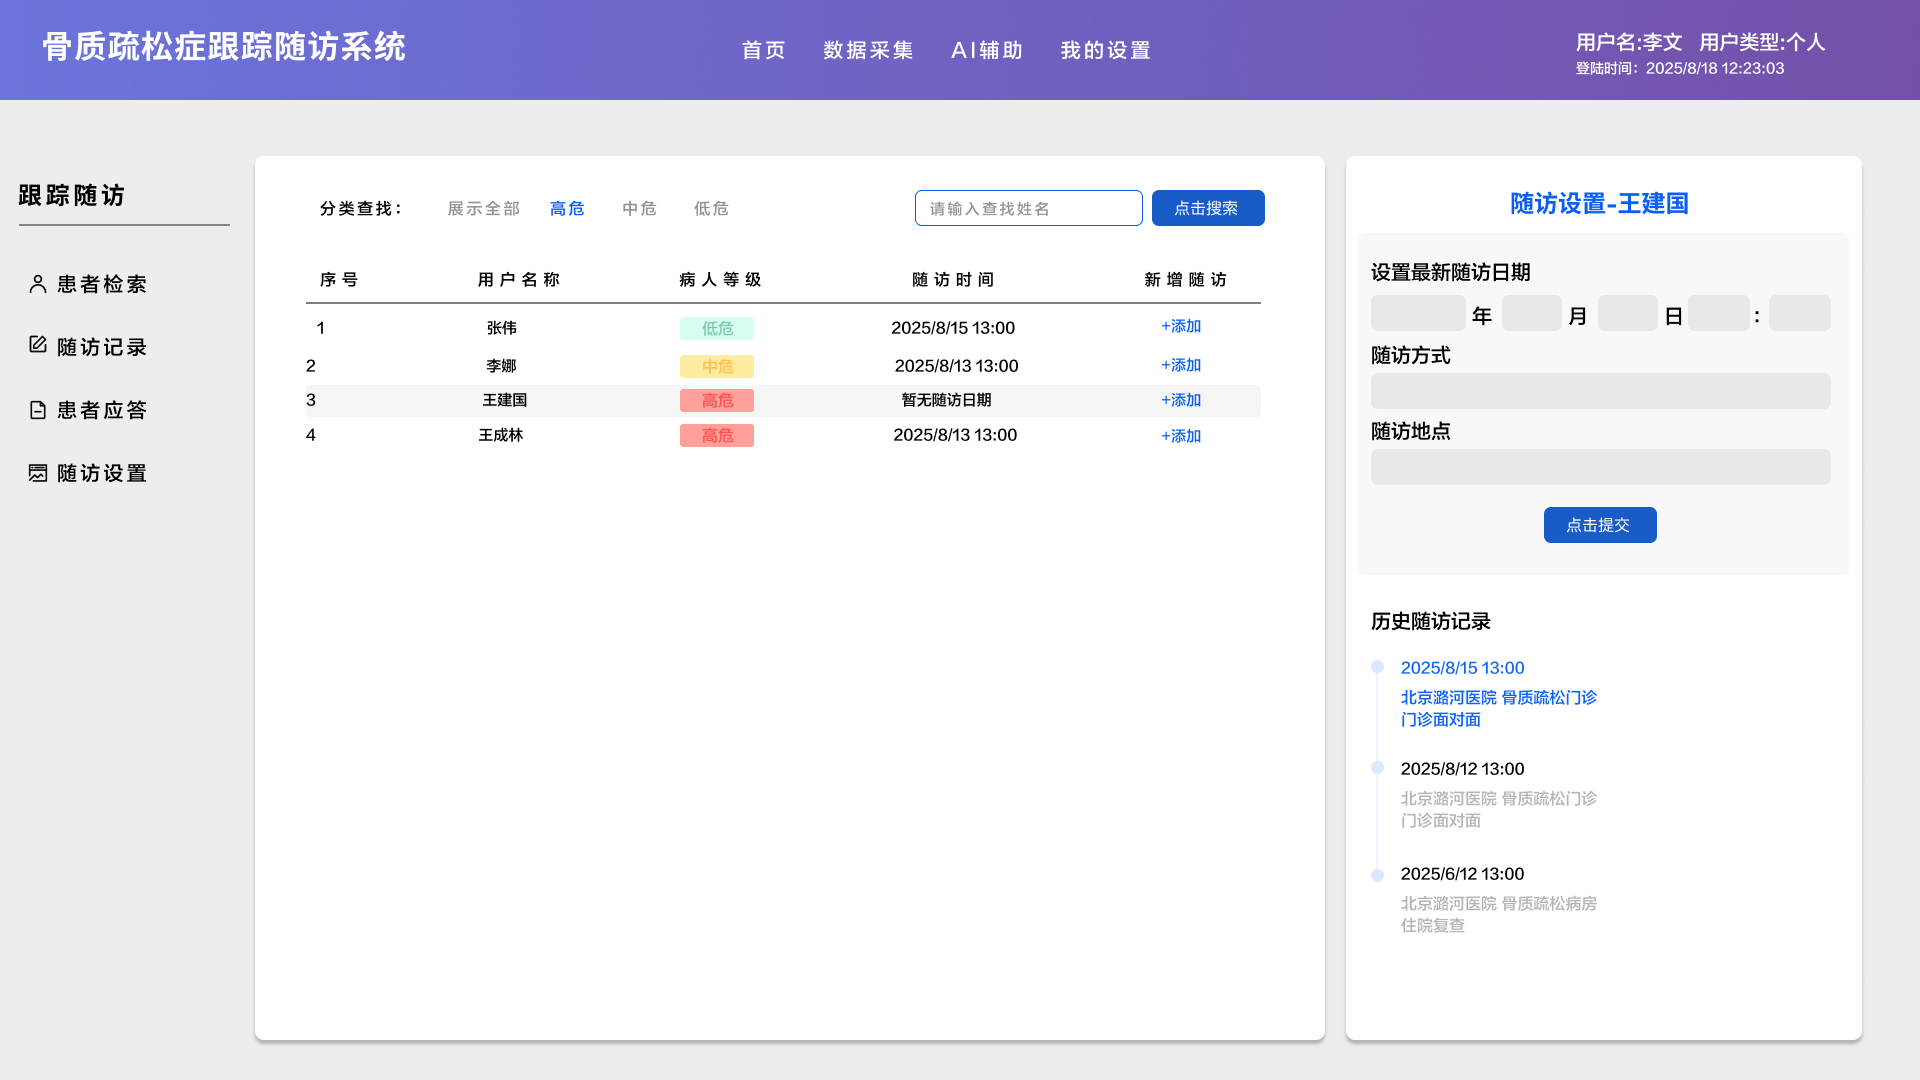 骨质疏松症跟踪随访系统
首页 数据采集 AI辅助 我的设置
用户名:李文 用户类型:个人
登陆时间：2025/8/18 12:23:03
跟踪随访
患者检索
随访记录
患者应答
随访设置
分类查找： 展示全部 高危 中危 低危 请输入查找姓名 点击搜索
序号 用户名称 病人等级 随访时间 新增随访
1 张伟 低危 2025/8/15 13:00 +添加
2 李娜 中危 2025/8/13 13:00 +添加
3 王建国 高危 暂无随访日期 +添加
4 王成林 高危 2025/8/13 13:00 +添加
随访设置-王建国
设置最新随访日期
年 月 日 :
随访方式
随访地点
点击提交
历史随访记录
2025/8/15 13:00
北京潞河医院 骨质疏松门诊
门诊面对面
2025/8/12 13:00
北京潞河医院 骨质疏松门诊
门诊面对面
2025/6/12 13:00
北京潞河医院 骨质疏松病房
住院复查